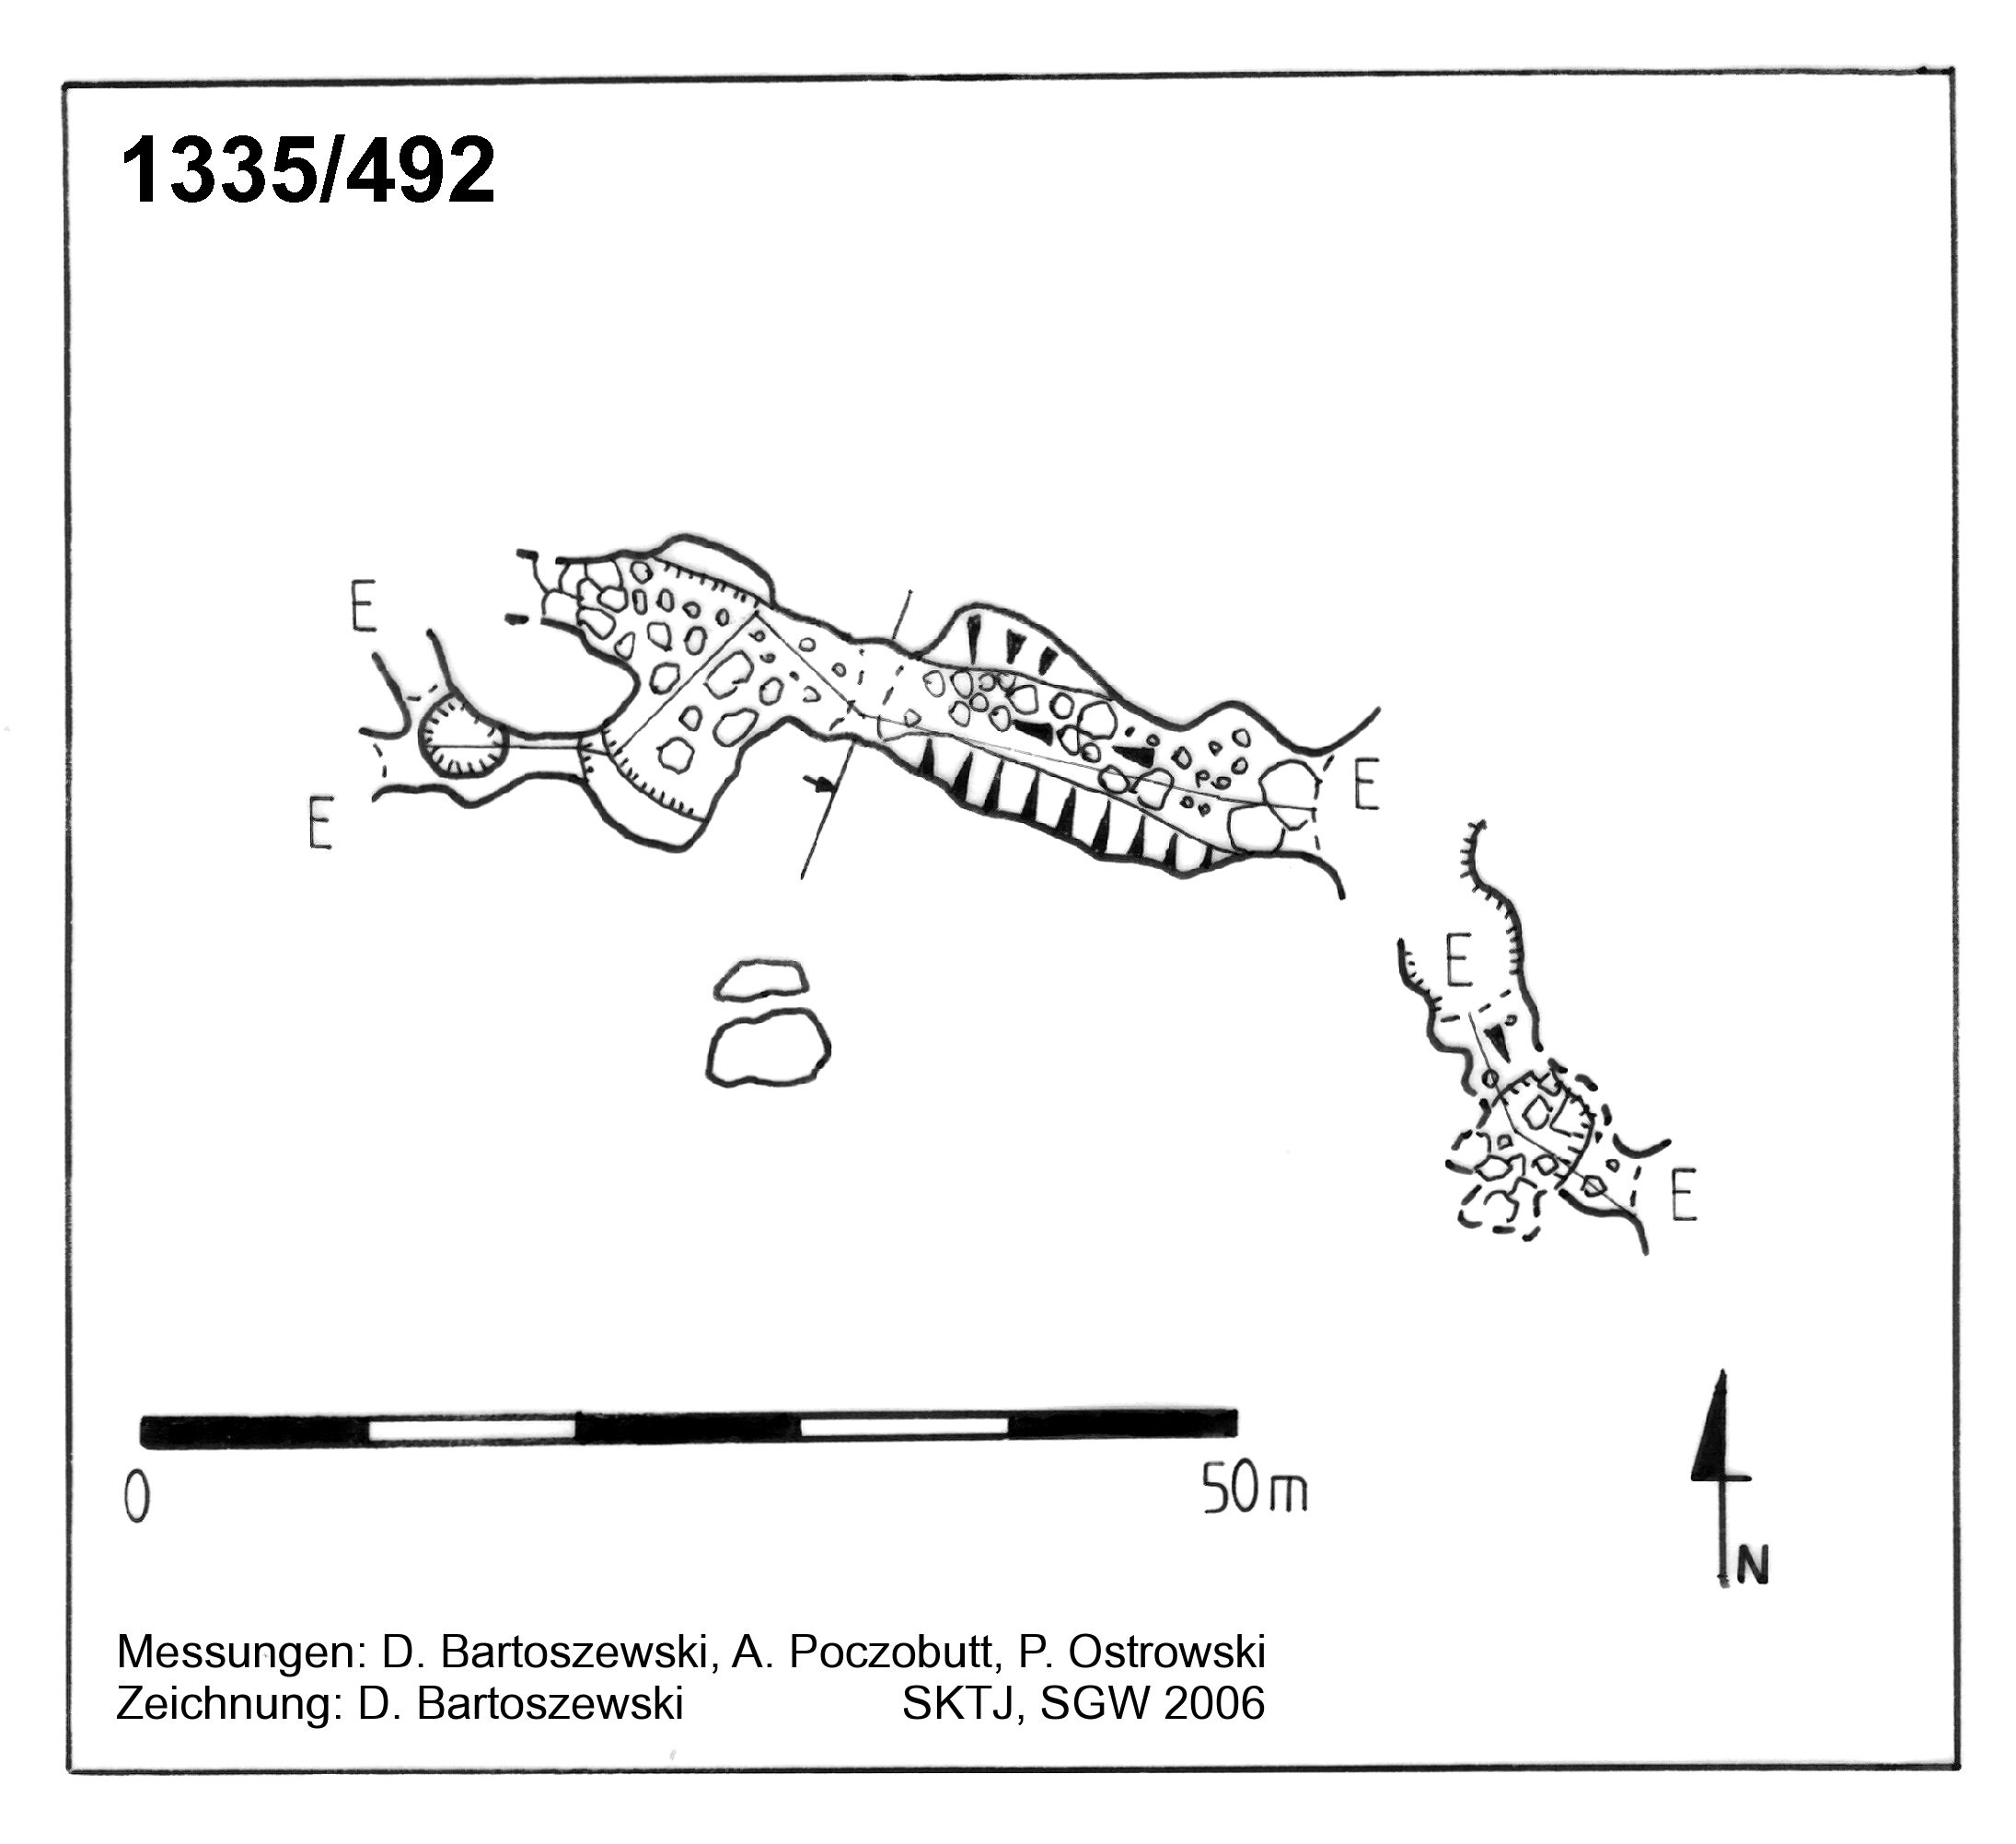 1335/492
E
E
E
E
E
0 50m
N
Messungen: D. Bartoszewski, A. Poczobutt, P. Ostrowski
Zeichnung: D. Bartoszewski SKTJ, SGW 2006